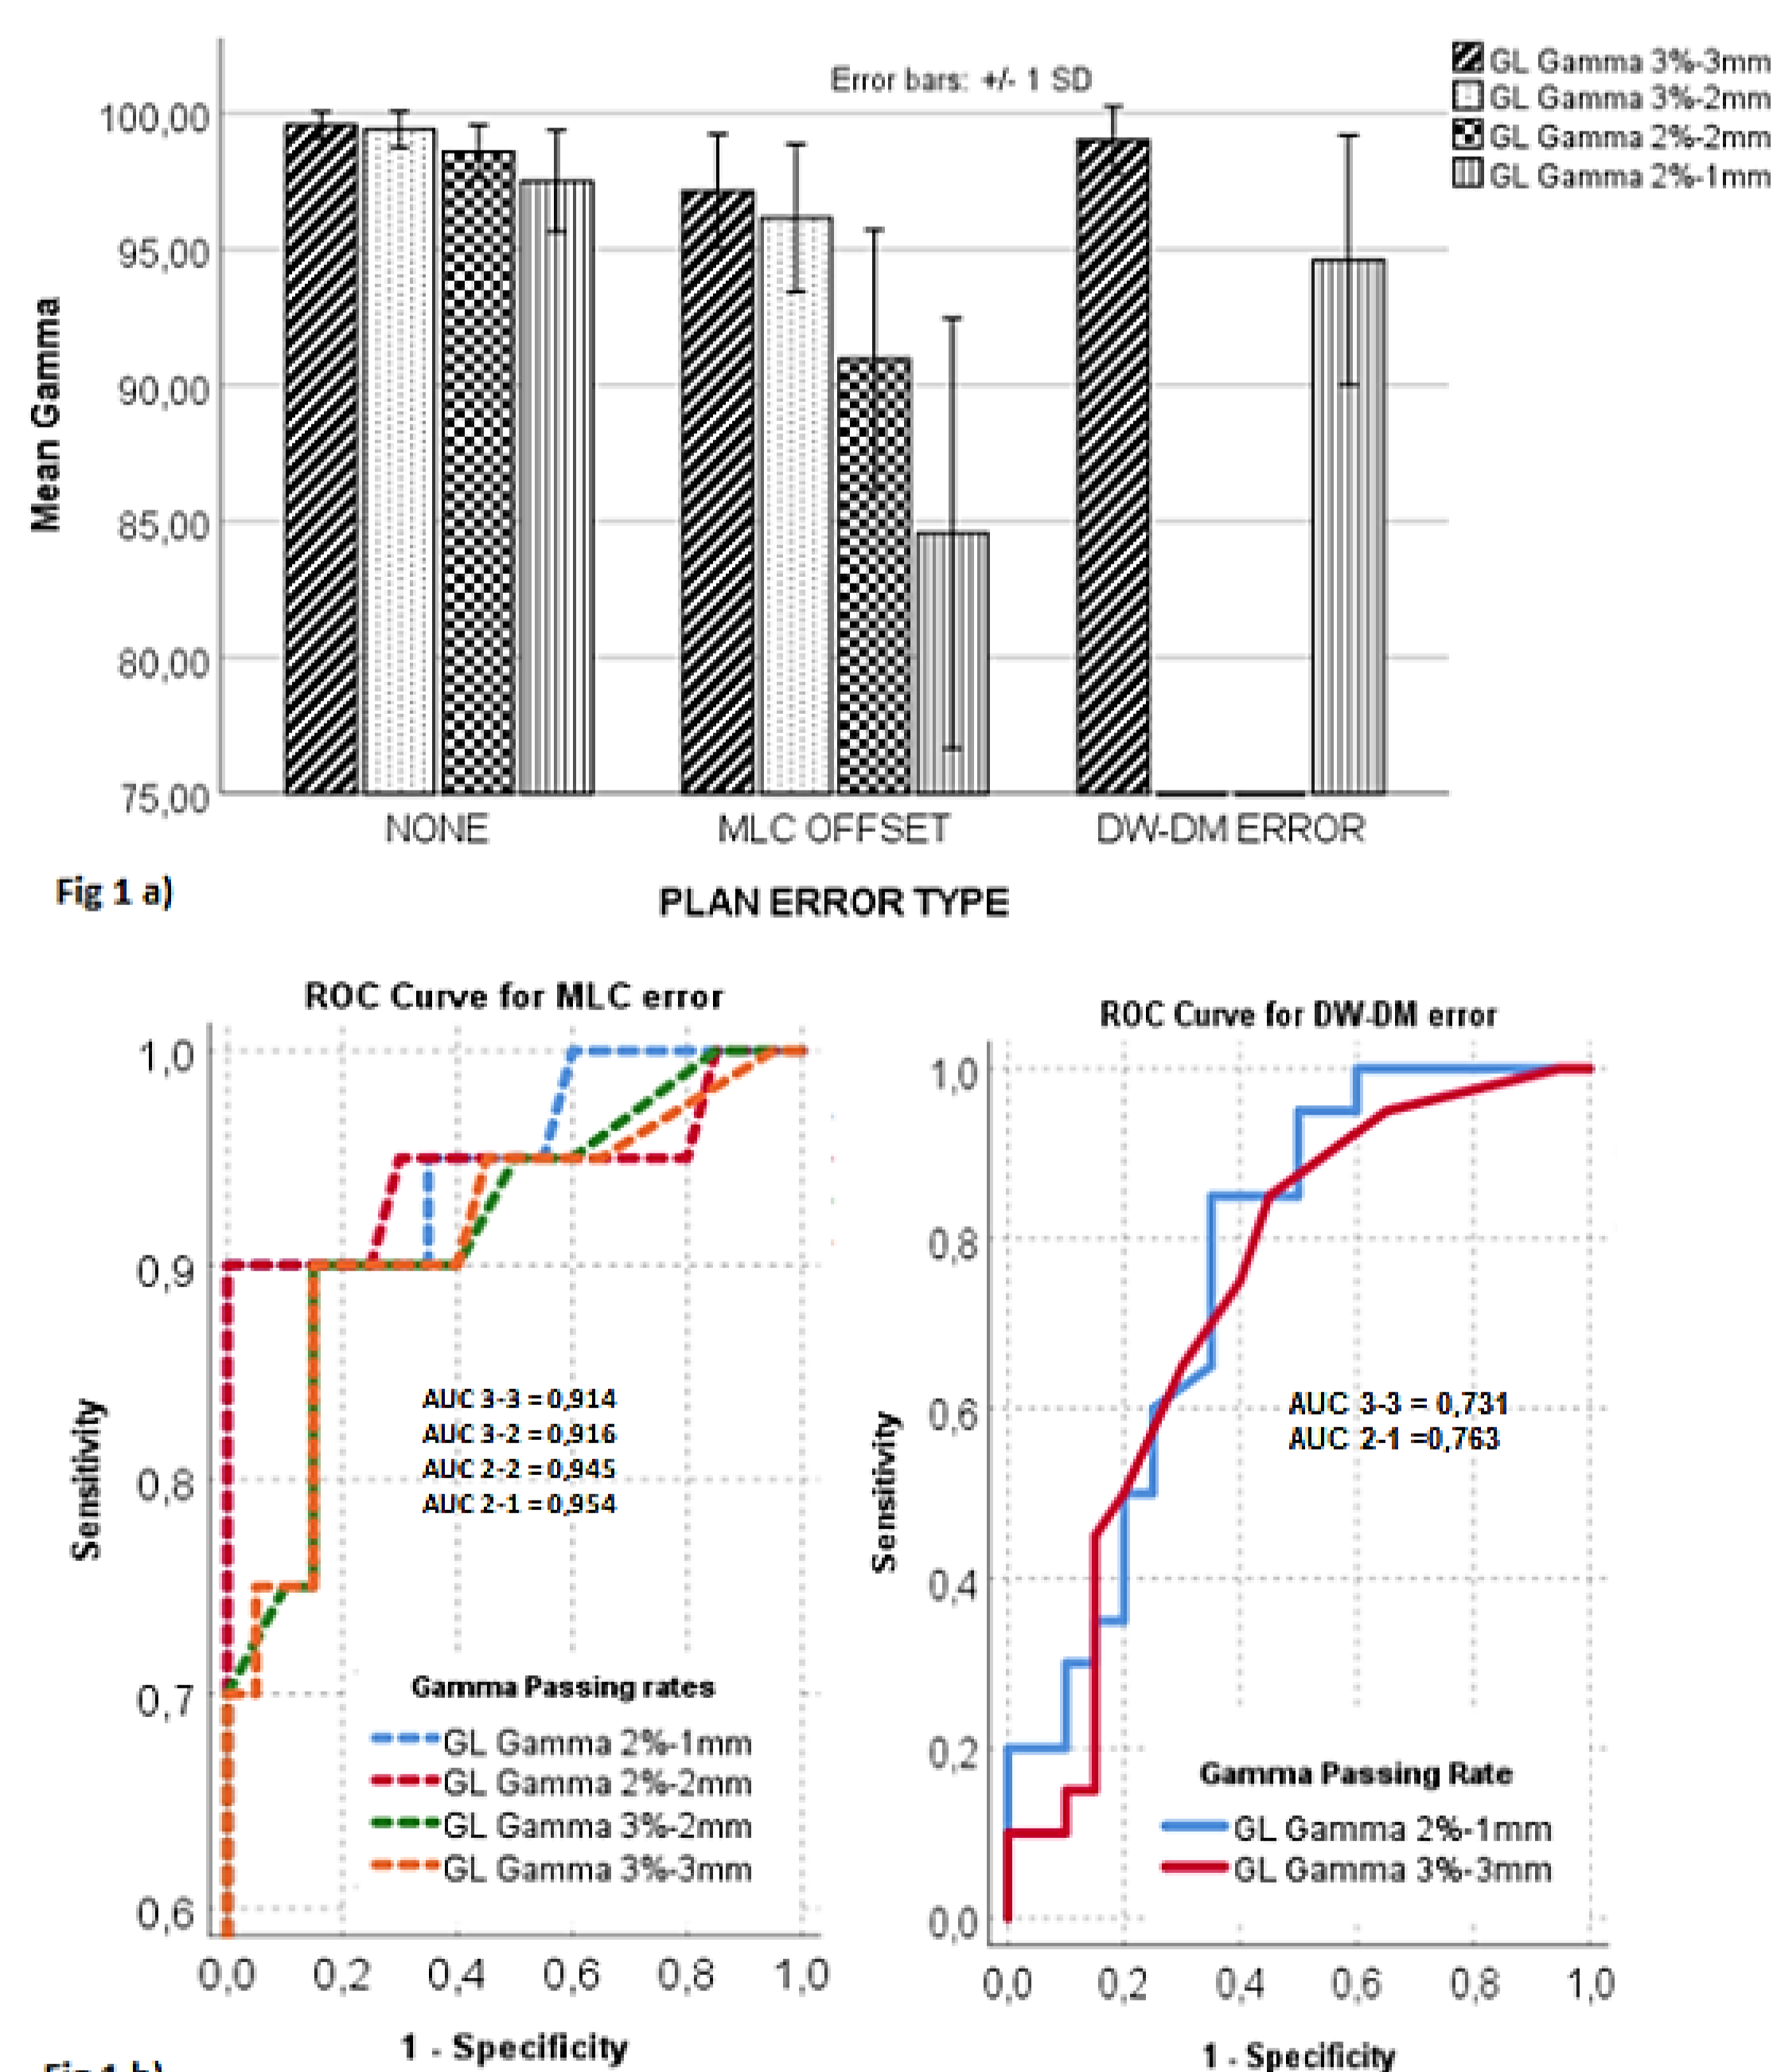 Error bars: +/- 1 SD
GL Gamma 3%-3mm
GL Gamma 3%-2mm
GL Gamma 2%-2mm
GL Gamma 2%-1mm
100,00
95,00
90,00
85,00
80,00
75,00
Mean Gamma
NONE
MLC OFFSET
DW-DM ERROR
PLAN ERROR TYPE
Fig 1 a)
ROC Curve for MLC error
1,0
0,9
0,8
0,7
0,6
Sensitivity
AUC 3-3 = 0,914
AUC 3-2 = 0,916
AUC 2-2 = 0,945
AUC 2-1 = 0,954
Gamma Passing rates
GL Gamma 2%-1mm
GL Gamma 2%-2mm
GL Gamma 3%-2mm
GL Gamma 3%-3mm
0,0 0,2 0,4 0,6 0,8 1,0
1 - Specificity
ROC Curve for DW-DM error
1,0
0,8
0,6
0,4
0,2
0,0
Sensitivity
AUC 3-3 = 0,731
AUC 2-1 =0,763
Gamma Passing Rate
GL Gamma 2%-1mm
GL Gamma 3%-3mm
0,0 0,2 0,4 0,6 0,8 1,0
1 - Specificity
Fig 1 b)